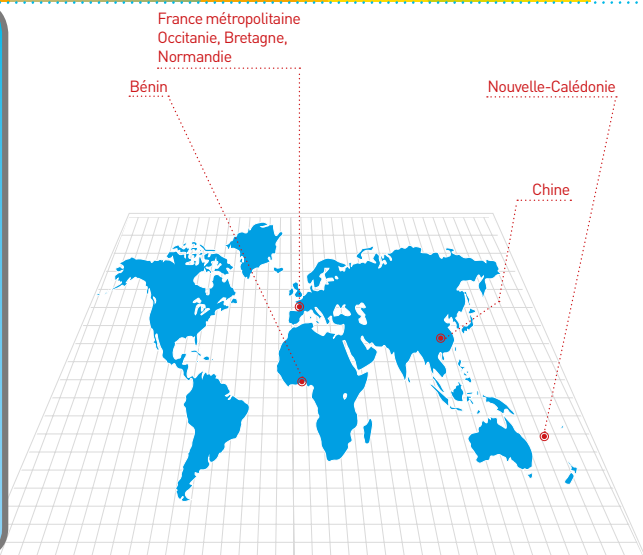 France métropolitaine
Occitanie, Bretagne,
Normandie
Bénin
Nouvelle-Calédonie
Chine